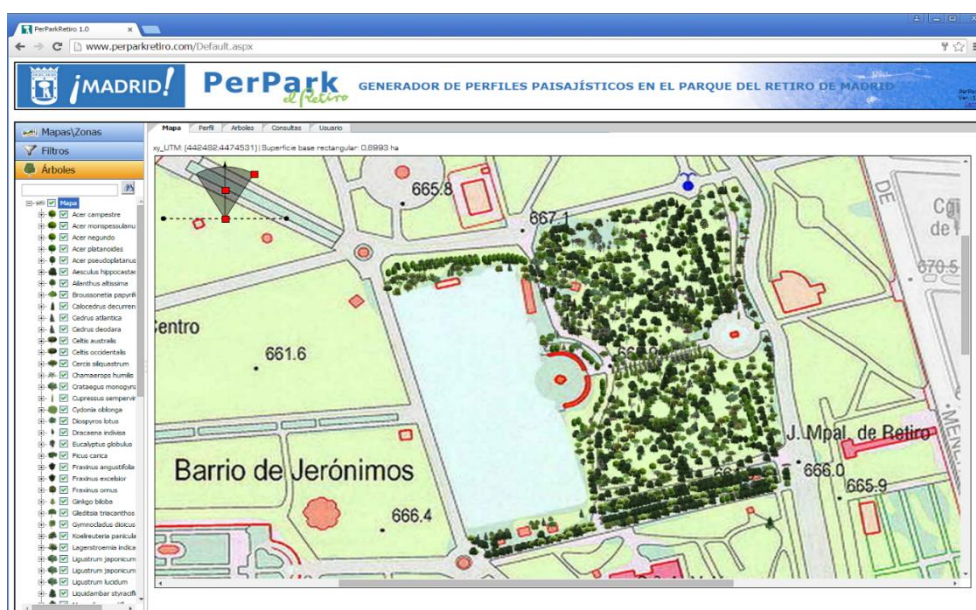 PerParkRetiro 1.0
www.perparkretiro.com/Default.aspx
¡MADRID!
PerPark
el Retiro
GENERADOR DE PERFILES PAISAJÍSTICOS EN EL PARQUE DEL RETIRO DE MADRID
Mapas\Zonas
Filtros
Árboles
Mapa
Perfil
Arboles
Consultas
Usuario
xy_UTM: (442482,4474531)|Superficie base rectangular: 0,6993 ha
Mapa
Acer campestre
Acer monspessulanu
Acer negundo
Acer platanoides
Acer pseudoplatanus
Aesculus hippocastan
Ailanthus altissima
Broussonetia papyrif
Calocedrus decurren
Cedrus atlantica
Cedrus deodara
Celtis australis
Celtis occidentalis
Cercis siliquastrum
Chamaerops humilis
Crataegus monogyna
Cupressus sempervir
Cydonia oblonga
Diospyros lotus
Dracaena indivisa
Eucalyptus globulus
Ficus carica
Fraxinus angustifolia
Fraxinus excelsior
Fraxinus ornus
Ginkgo biloba
Gleditsia triacanthos
Gymnocladus dioicus
Koelreuteria panicula
Lagerstroemia indica
Ligustrum japonicum
Ligustrum japonicum
Ligustrum lucidum
Liquidambar styracifl
665.8
667.1
DE
670.5
entro
661.6
J. Mpal. de Retiro
Barrio de Jerónimos
666.0
665.9
666.4